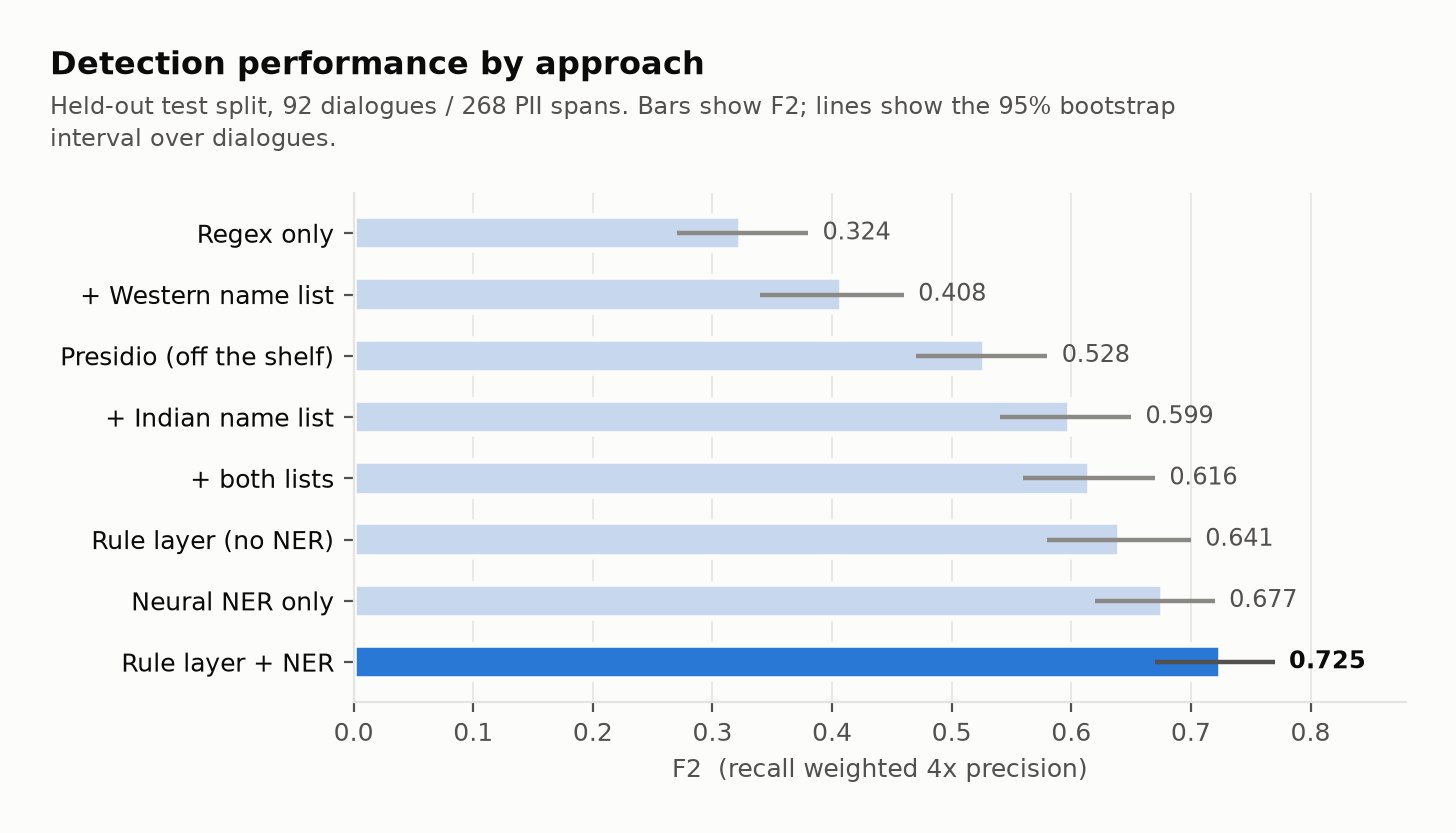 Detection performance by approach
Held-out test split, 92 dialogues / 268 PII spans. Bars show F2; lines show the 95% bootstrap
interval over dialogues.
Regex only 0.324
+ Western name list 0.408
Presidio (off the shelf) 0.528
+ Indian name list 0.599
+ both lists 0.616
Rule layer (no NER) 0.641
Neural NER only 0.677
Rule layer + NER 0.725
0.0 0.1 0.2 0.3 0.4 0.5 0.6 0.7 0.8
F2 (recall weighted 4x precision)